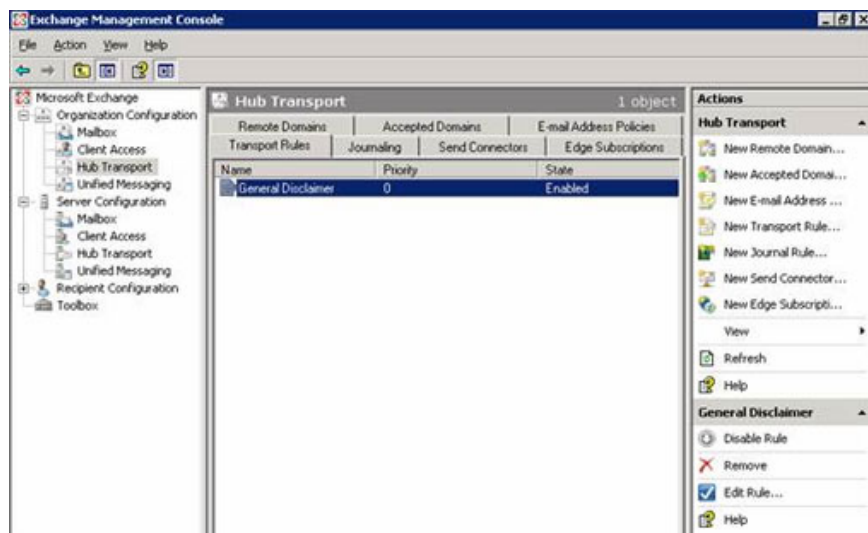 Exchange Management Console
File Action View Help
Microsoft Exchange
Organization Configuration
Mailbox
Client Access
Hub Transport
Unified Messaging
Server Configuration
Mailbox
Client Access
Hub Transport
Unified Messaging
Recipient Configuration
Toolbox
Hub Transport 1 object
Remote Domains Accepted Domains E-mail Address Policies
Transport Rules Journaling Send Connectors Edge Subscriptions
Name Priority State
General Disclaimer 0 Enabled
Actions
Hub Transport
New Remote Domain...
New Accepted Domai...
New E-mail Address ...
New Transport Rule...
New Journal Rule...
New Send Connector...
New Edge Subscripti...
View
Refresh
Help
General Disclaimer
Disable Rule
Remove
Edit Rule...
Help